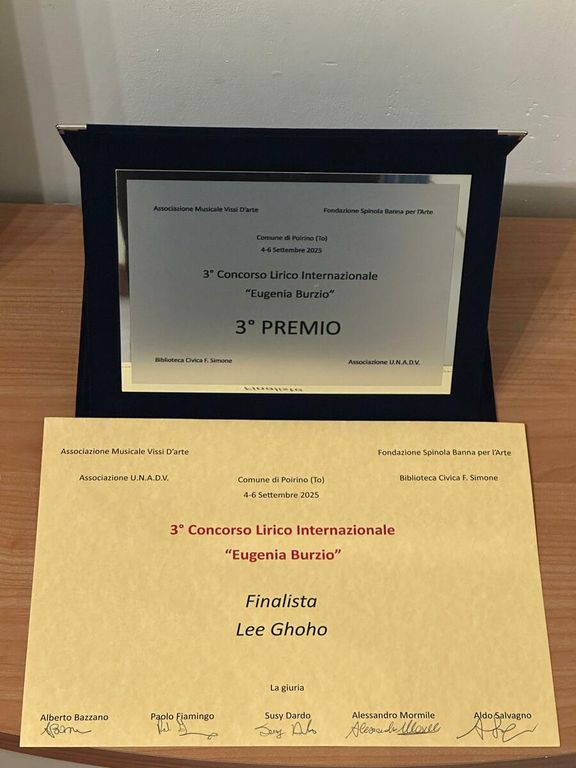 Associazione Musicale Vissi D'arte Fondazione Spinola Banna per l'Arte
Comune di Poirino (To)
4-6 Settembre 2025
3° Concorso Lirico Internazionale
"Eugenia Burzio"
3° PREMIO
Biblioteca Civica F. Simone Associazione U.N.A.D.V.
Finalista
Associazione Musicale Vissi D'arte Fondazione Spinola Banna per l'Arte
Associazione U.N.A.D.V. Comune di Poirino (To) Biblioteca Civica F. Simone
4-6 Settembre 2025
3° Concorso Lirico Internazionale
"Eugenia Burzio"
Finalista
Lee Ghoho
La giuria
Alberto Bazzano Paolo Fiamingo Susy Dardo Alessandro Mormile Aldo Salvagno